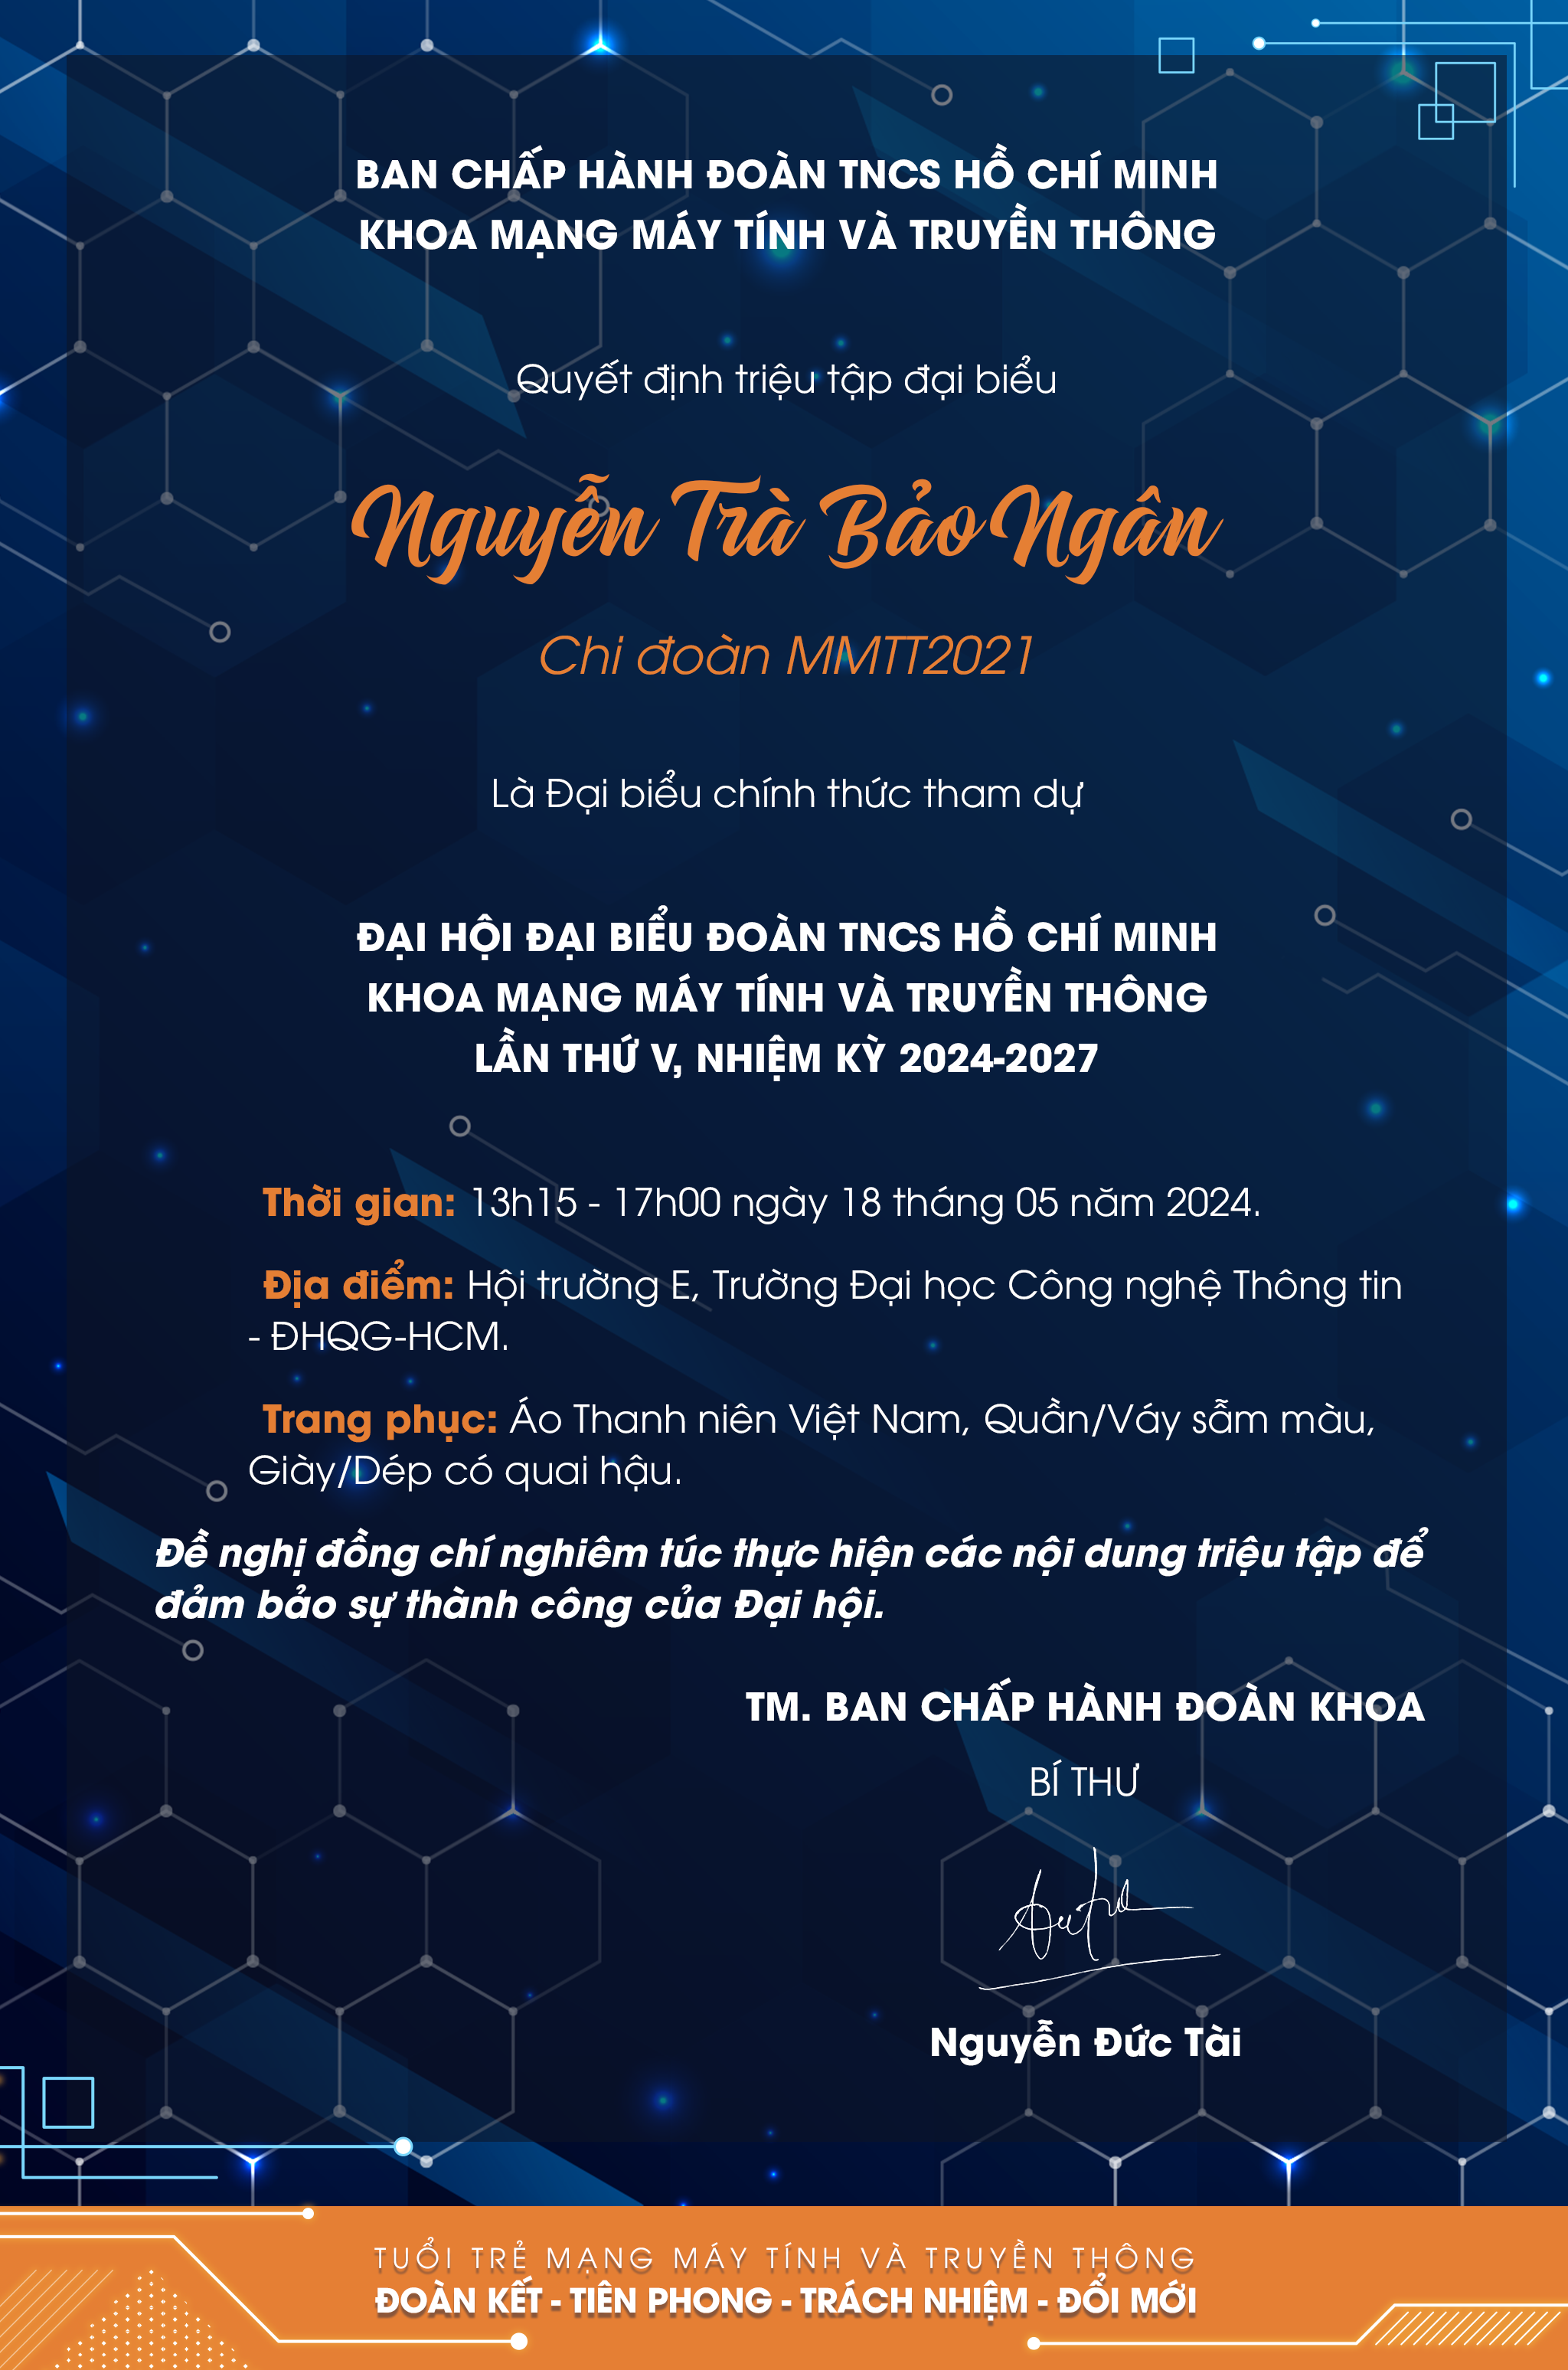 BAN CHẤP HÀNH ĐOÀN TNCS HỒ CHÍ MINH
KHOA MẠNG MÁY TÍNH VÀ TRUYỀN THÔNG
Quyết định triệu tập đại biểu
Nguyễn Trà Bảo Ngân
Chi đoàn MMTT2021
Là Đại biểu chính thức tham dự
ĐẠI HỘI ĐẠI BIỂU ĐOÀN TNCS HỒ CHÍ MINH
KHOA MẠNG MÁY TÍNH VÀ TRUYỀN THÔNG
LẦN THỨ V, NHIỆM KỲ 2024-2027
Thời gian: 13h15 - 17h00 ngày 18 tháng 05 năm 2024.
Địa điểm: Hội trường E, Trường Đại học Công nghệ Thông tin
- ĐHQG-HCM.
Trang phục: Áo Thanh niên Việt Nam, Quần/Váy sẫm màu,
Giày/Dép có quai hậu.
Đề nghị đồng chí nghiêm túc thực hiện các nội dung triệu tập để
đảm bảo sự thành công của Đại hội.
TM. BAN CHẤP HÀNH ĐOÀN KHOA
BÍ THƯ
Nguyễn Đức Tài
TUỔI TRẺ MẠNG MÁY TÍNH VÀ TRUYỀN THÔNG
ĐOÀN KẾT - TIÊN PHONG - TRÁCH NHIỆM - ĐỔI MỚI